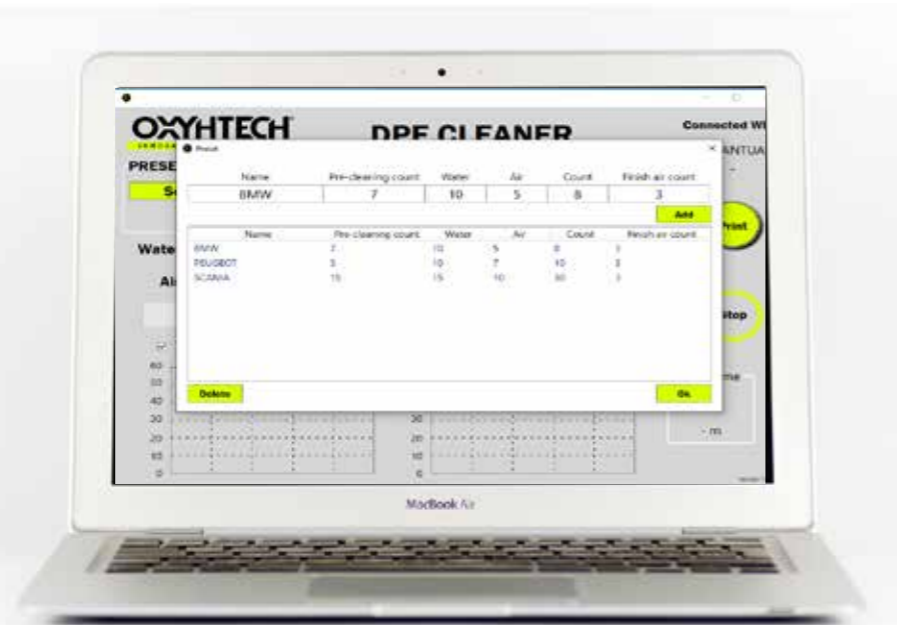 OXYHTECH
DPF CLEANER
Connected WI
ANTUA
-
PRESE
S
Preset
Name Pre-cleaning count Water Air Count Finish air count
BMW 7 10 5 8 3
Add
Print
Name Pre-cleaning count Water Air Count Finish air count
BMW 7 10 5 8 3
PEUGEOT 5 10 7 10 3
SCANIA 15 15 10 30 3
Wate
Ai
Stop
me
Delete
Ok
60
50
40
30 30
20 20
10 10
0 0
- m
MacBook Air